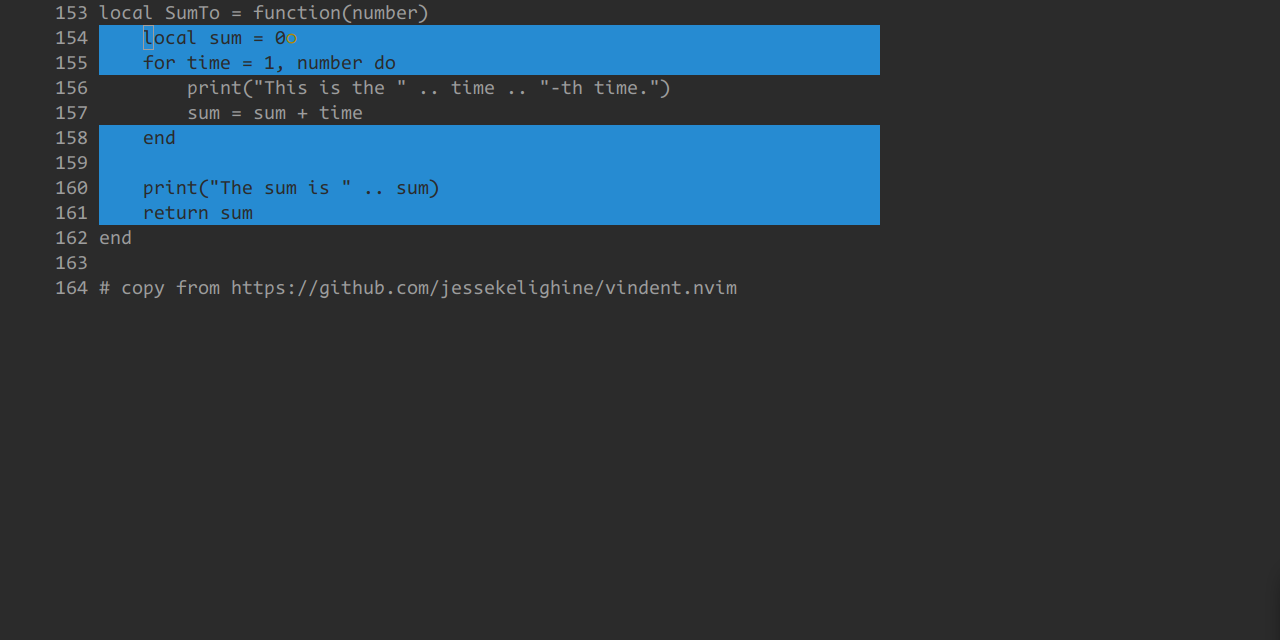 153 local SumTo = function(number)
154     local sum = 0
155     for time = 1, number do
156         print("This is the " .. time .. "-th time.")
157         sum = sum + time
158     end
159
160     print("The sum is " .. sum)
161     return sum
162 end
163
164 # copy from https://github.com/jessekelighine/vindent.nvim